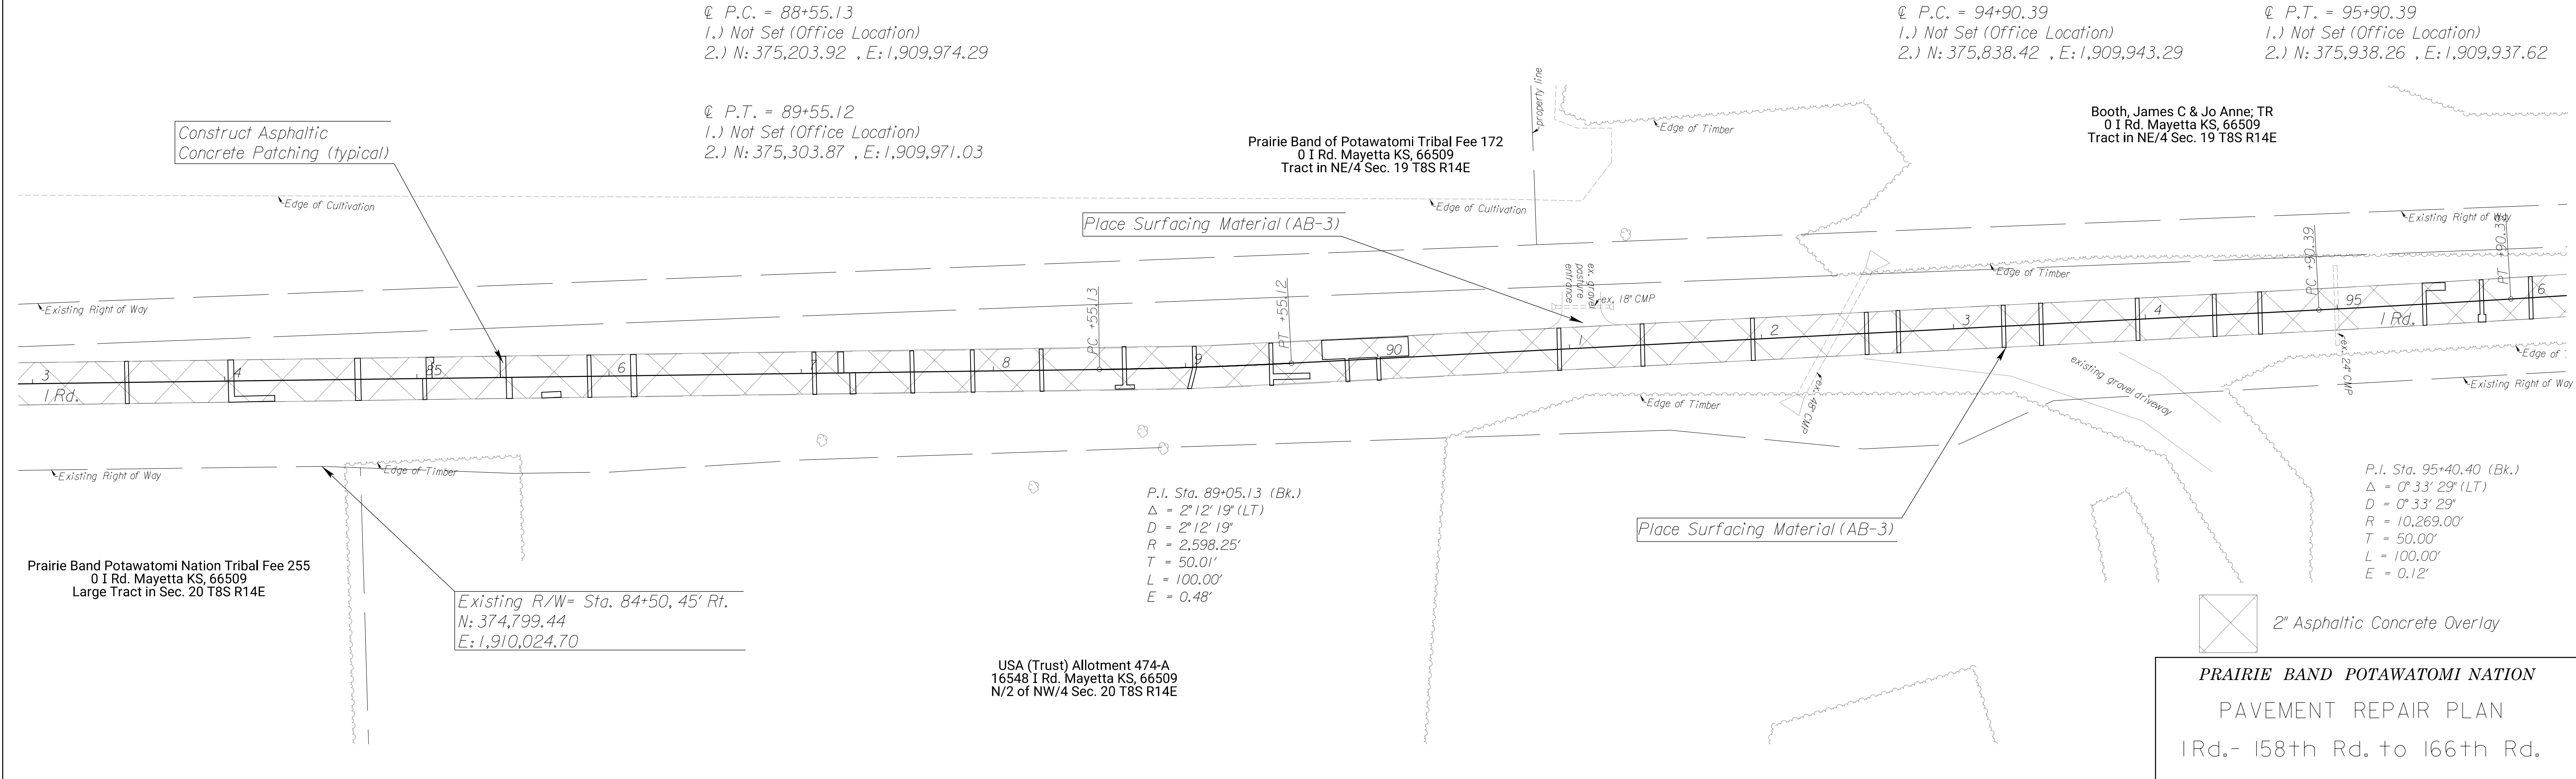 ℄ P.C. = 88+55.13
1.) Not Set (Office Location)
2.) N: 375,203.92 , E: 1,909,974.29
℄ P.T. = 89+55.12
1.) Not Set (Office Location)
2.) N: 375,303.87 , E: 1,909,971.03
℄ P.C. = 94+90.39
1.) Not Set (Office Location)
2.) N: 375,838.42 , E: 1,909,943.29
℄ P.T. = 95+90.39
1.) Not Set (Office Location)
2.) N: 375,938.26 , E: 1,909,937.62
Construct Asphaltic
Concrete Patching (typical)
Prairie Band of Potawatomi Tribal Fee 172
0 I Rd. Mayetta KS, 66509
Tract in NE/4 Sec. 19 T8S R14E
property line
Edge of Timber
Booth, James C & Jo Anne; TR
0 I Rd. Mayetta KS, 66509
Tract in NE/4 Sec. 19 T8S R14E
Edge of Cultivation
Edge of Cultivation
Place Surfacing Material (AB-3)
Existing Right of Way
Existing Right of Way
ex. gravel
pasture
entrance
ex. 18" CMP
Edge of Timber
PC +55.13
PT +55.12
PC +90.39
PT +90.39
3
4
85
6
7
8
9
90
1
2
3
4
95
6
I Rd.
I Rd.
ex. 48" CMP
existing gravel driveway
ex. 24" CMP
Edge of
Existing Right of Way
Edge of Timber
Existing Right of Way
Edge of Timber
P.I. Sta. 89+05.13 (Bk.)
Δ = 2° 12' 19" (LT)
D = 2° 12' 19"
R = 2,598.25'
T = 50.01'
L = 100.00'
E = 0.48'
Place Surfacing Material (AB-3)
P.I. Sta. 95+40.40 (Bk.)
Δ = 0° 33' 29" (LT)
D = 0° 33' 29"
R = 10,269.00'
T = 50.00'
L = 100.00'
E = 0.12'
Prairie Band Potawatomi Nation Tribal Fee 255
0 I Rd. Mayetta KS, 66509
Large Tract in Sec. 20 T8S R14E
Existing R/W= Sta. 84+50, 45' Rt.
N: 374,799.44
E: 1,910,024.70
USA (Trust) Allotment 474-A
16548 I Rd. Mayetta KS, 66509
N/2 of NW/4 Sec. 20 T8S R14E
2" Asphaltic Concrete Overlay
PRAIRIE BAND POTAWATOMI NATION
PAVEMENT REPAIR PLAN
I Rd.- 158th Rd. to 166th Rd.